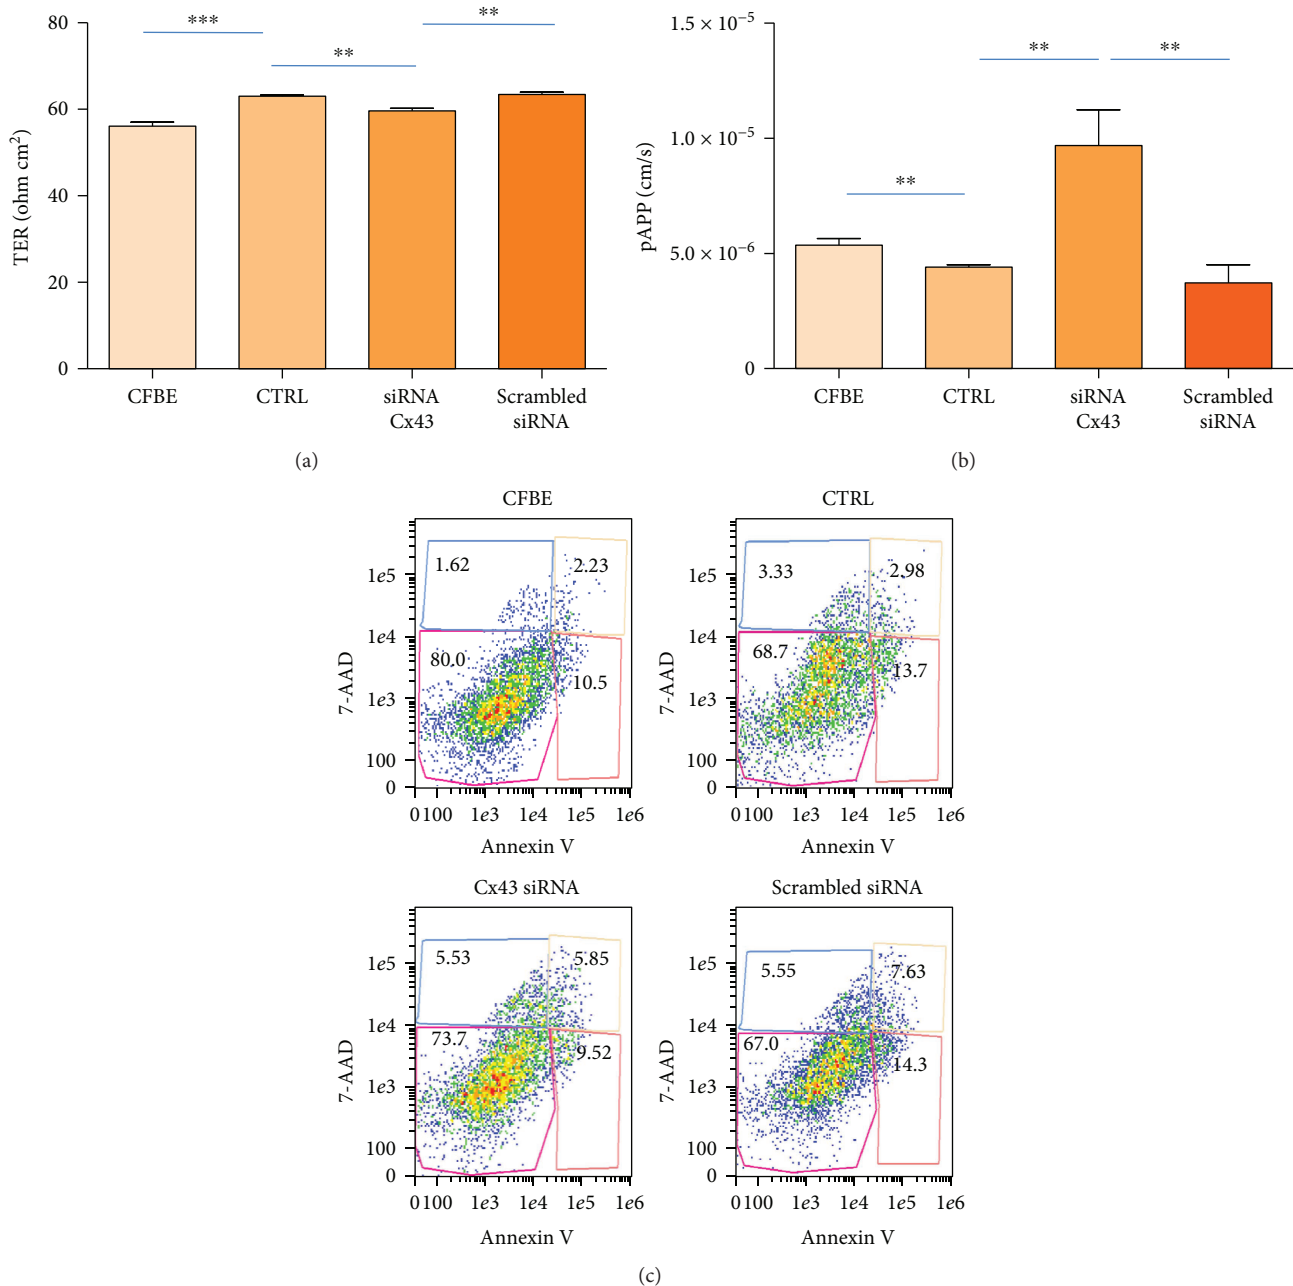 ***
**
**
80
60
40
20
0
TER (ohm cm2)
CFBE
CTRL
siRNA
Cx43
Scrambled
siRNA
(a)
**
**
**
1.5 × 10−5
1.0 × 10−5
5.0 × 10−6
0
pAPP (cm/s)
CFBE
CTRL
siRNA
Cx43
Scrambled
siRNA
(b)
CFBE
1.62
2.23
80.0
10.5
1e5
1e4
1e3
100
0
7-AAD
0 100 1e3 1e4 1e5 1e6
Annexin V
CTRL
3.33
2.98
68.7
13.7
1e5
1e4
1e3
100
0
7-AAD
0 100 1e3 1e4 1e5 1e6
Annexin V
Cx43 siRNA
5.53
5.85
73.7
9.52
1e5
1e4
1e3
100
0
7-AAD
0 100 1e3 1e4 1e5 1e6
Annexin V
Scrambled siRNA
5.55
7.63
67.0
14.3
1e5
1e4
1e3
100
0
7-AAD
0 100 1e3 1e4 1e5 1e6
Annexin V
(c)